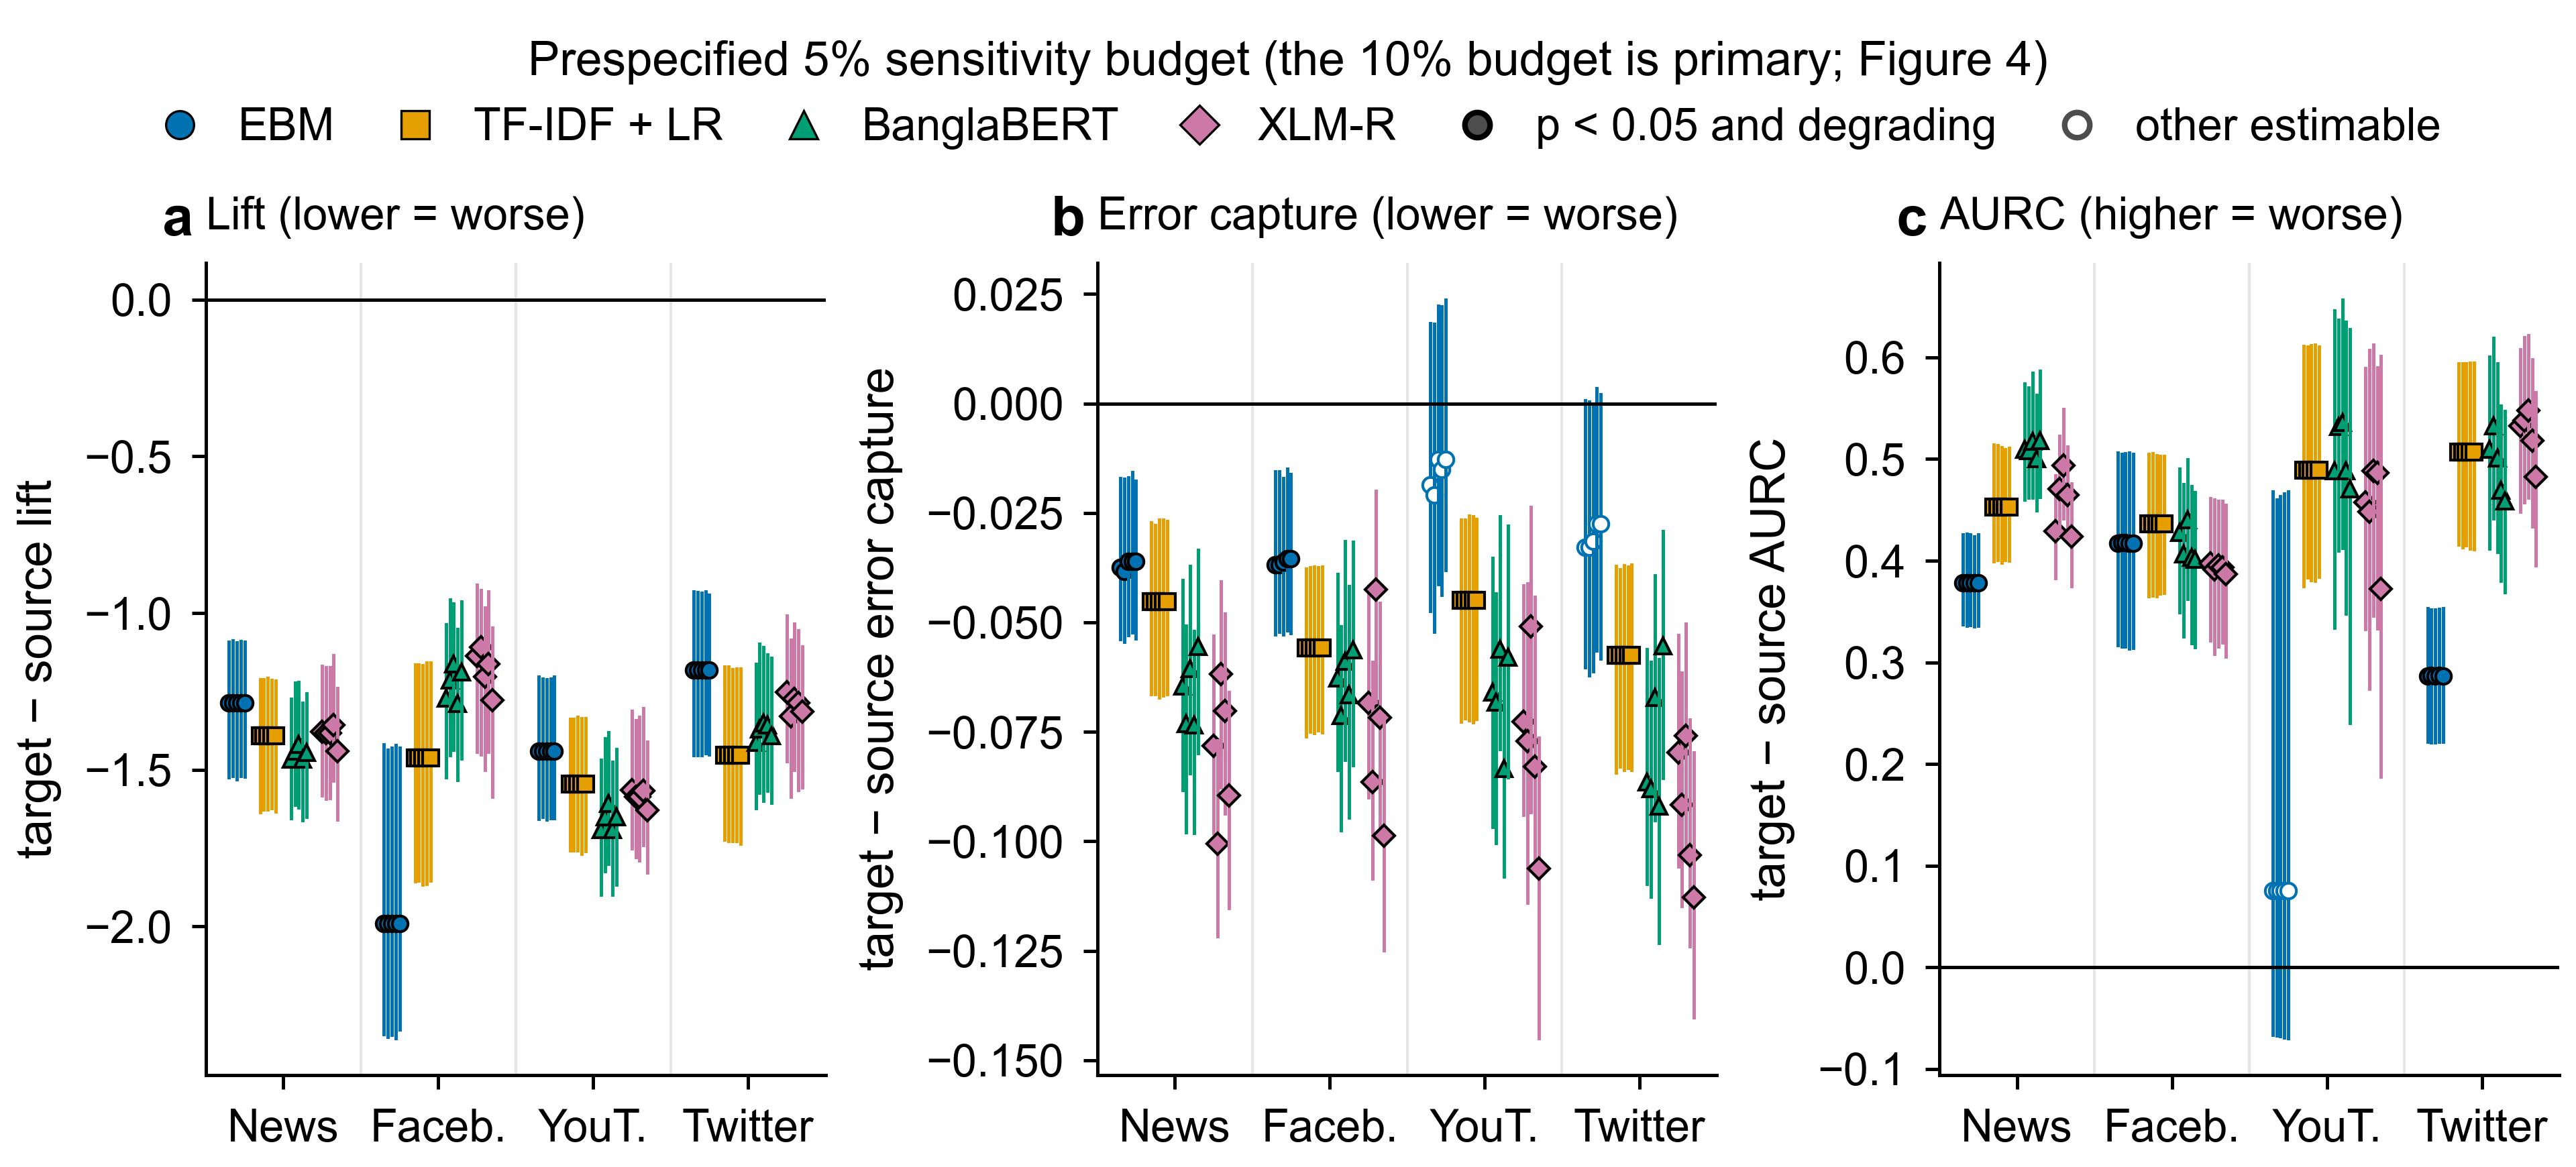 Prespecified 5% sensitivity budget (the 10% budget is primary; Figure 4)
EBM TF-IDF + LR BanglaBERT XLM-R p < 0.05 and degrading other estimable
a Lift (lower = worse)
target − source lift
0.0
−0.5
−1.0
−1.5
−2.0
News Faceb. YouT. Twitter
b Error capture (lower = worse)
target − source error capture
0.025
0.000
−0.025
−0.050
−0.075
−0.100
−0.125
−0.150
News Faceb. YouT. Twitter
c AURC (higher = worse)
target − source AURC
0.6
0.5
0.4
0.3
0.2
0.1
0.0
−0.1
News Faceb. YouT. Twitter